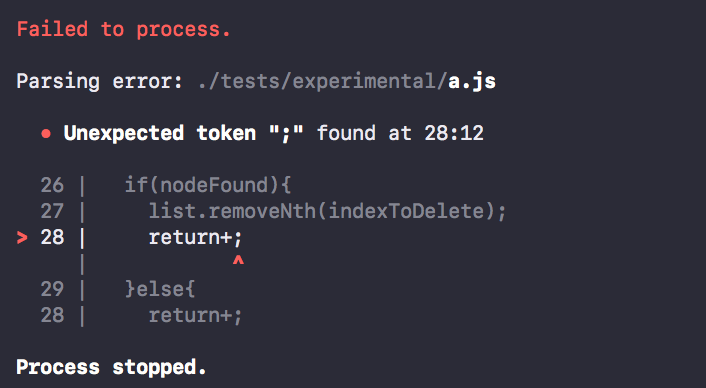 Failed to process.
Parsing error: ./tests/experimental/a.js
• Unexpected token ";" found at 28:12
26 |   if(nodeFound){
27 |     list.removeNth(indexToDelete);
> 28 |     return+;
|            ^
29 |   }else{
28 |     return+;
Process stopped.